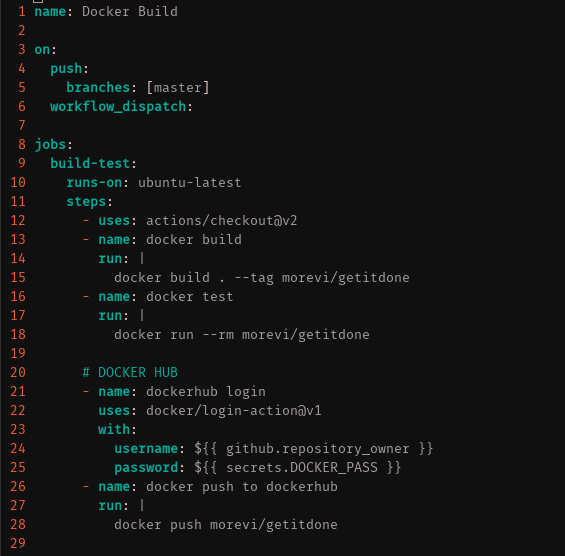 1 name: Docker Build
2
3 on:
4   push:
5     branches: [master]
6   workflow_dispatch:
7
8 jobs:
9   build-test:
10     runs-on: ubuntu-latest
11     steps:
12       - uses: actions/checkout@v2
13       - name: docker build
14         run: |
15           docker build . --tag morevi/getitdone
16       - name: docker test
17         run: |
18           docker run --rm morevi/getitdone
19
20       # DOCKER HUB
21       - name: dockerhub login
22         uses: docker/login-action@v1
23         with:
24           username: ${{ github.repository_owner }}
25           password: ${{ secrets.DOCKER_PASS }}
26       - name: docker push to dockerhub
27         run: |
28           docker push morevi/getitdone
29